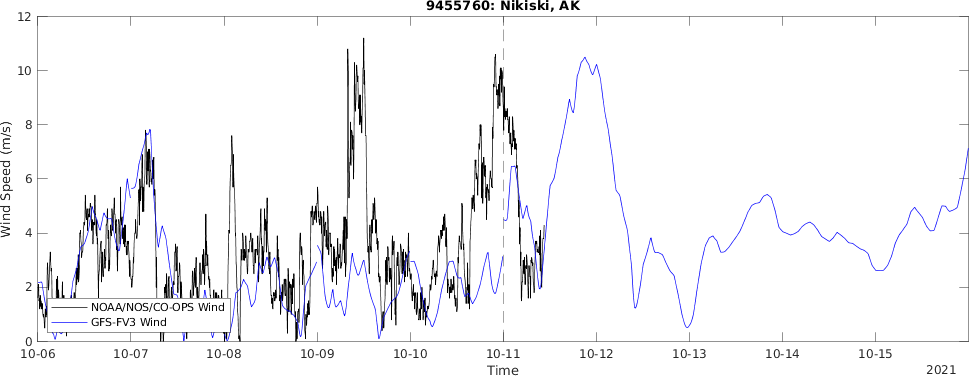 9455760: Nikiski, AK
12
10
8
6
4
2
0
Wind Speed (m/s)
NOAA/NOS/CO-OPS Wind
GFS-FV3 Wind
10-06 10-07 10-08 10-09 10-10 10-11 10-12 10-13 10-14 10-15
Time
2021